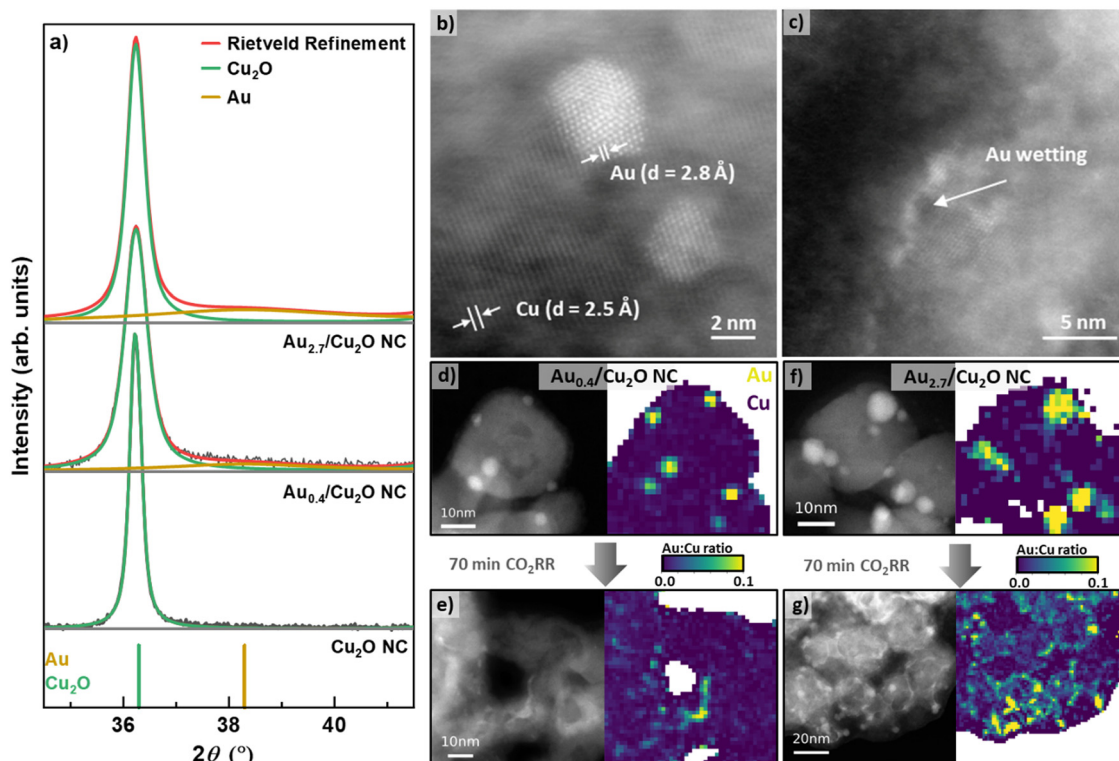 a)
Rietveld Refinement
Cu₂O
Au
Intensity (arb. units)
Au₂.₇/Cu₂O NC
Au₀.₄/Cu₂O NC
Cu₂O NC
Au
Cu₂O
36
38
40
2θ (°)
b)
Au (d = 2.8 Å)
Cu (d = 2.5 Å)
2 nm
c)
Au wetting
5 nm
d)
Au₀.₄/Cu₂O NC
Au
Cu
10nm
f)
Au₂.₇/Cu₂O NC
10nm
70 min CO₂RR
Au:Cu ratio
0.0
0.1
70 min CO₂RR
Au:Cu ratio
0.0
0.1
e)
10nm
g)
20nm